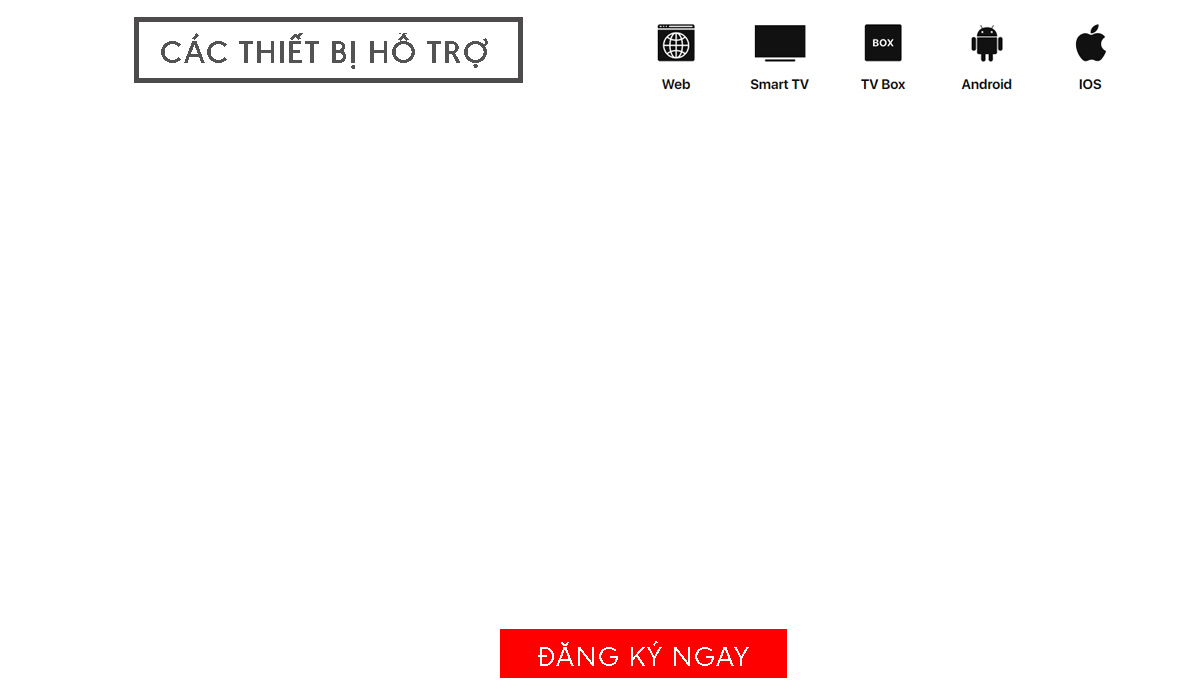 CÁC THIẾT BỊ HỖ TRỢ
BOX
Web
Smart TV
TV Box
Android
IOS
ĐĂNG KÝ NGAY